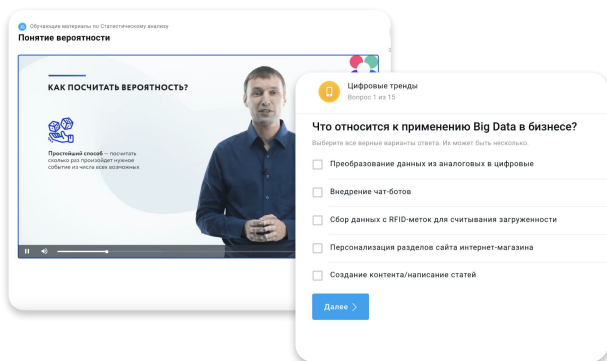 Обучающие материалы по Статистическому анализу
Понятие вероятности
КАК ПОСЧИТАТЬ ВЕРОЯТНОСТЬ?
Простейший способ — посчитать
сколько раз произойдет нужное
событие из числа всех возможных
Цифровые тренды
Вопрос 1 из 15
Что относится к применению Big Data в бизнесе?
Выберите все верные варианты ответа. Их может быть несколько.
Преобразование данных из аналоговых в цифровые
Внедрение чат-ботов
Сбор данных с RFID-меток для считывания загруженности
Персонализация разделов сайта интернет-магазина
Создание контента/написание статей
Далее